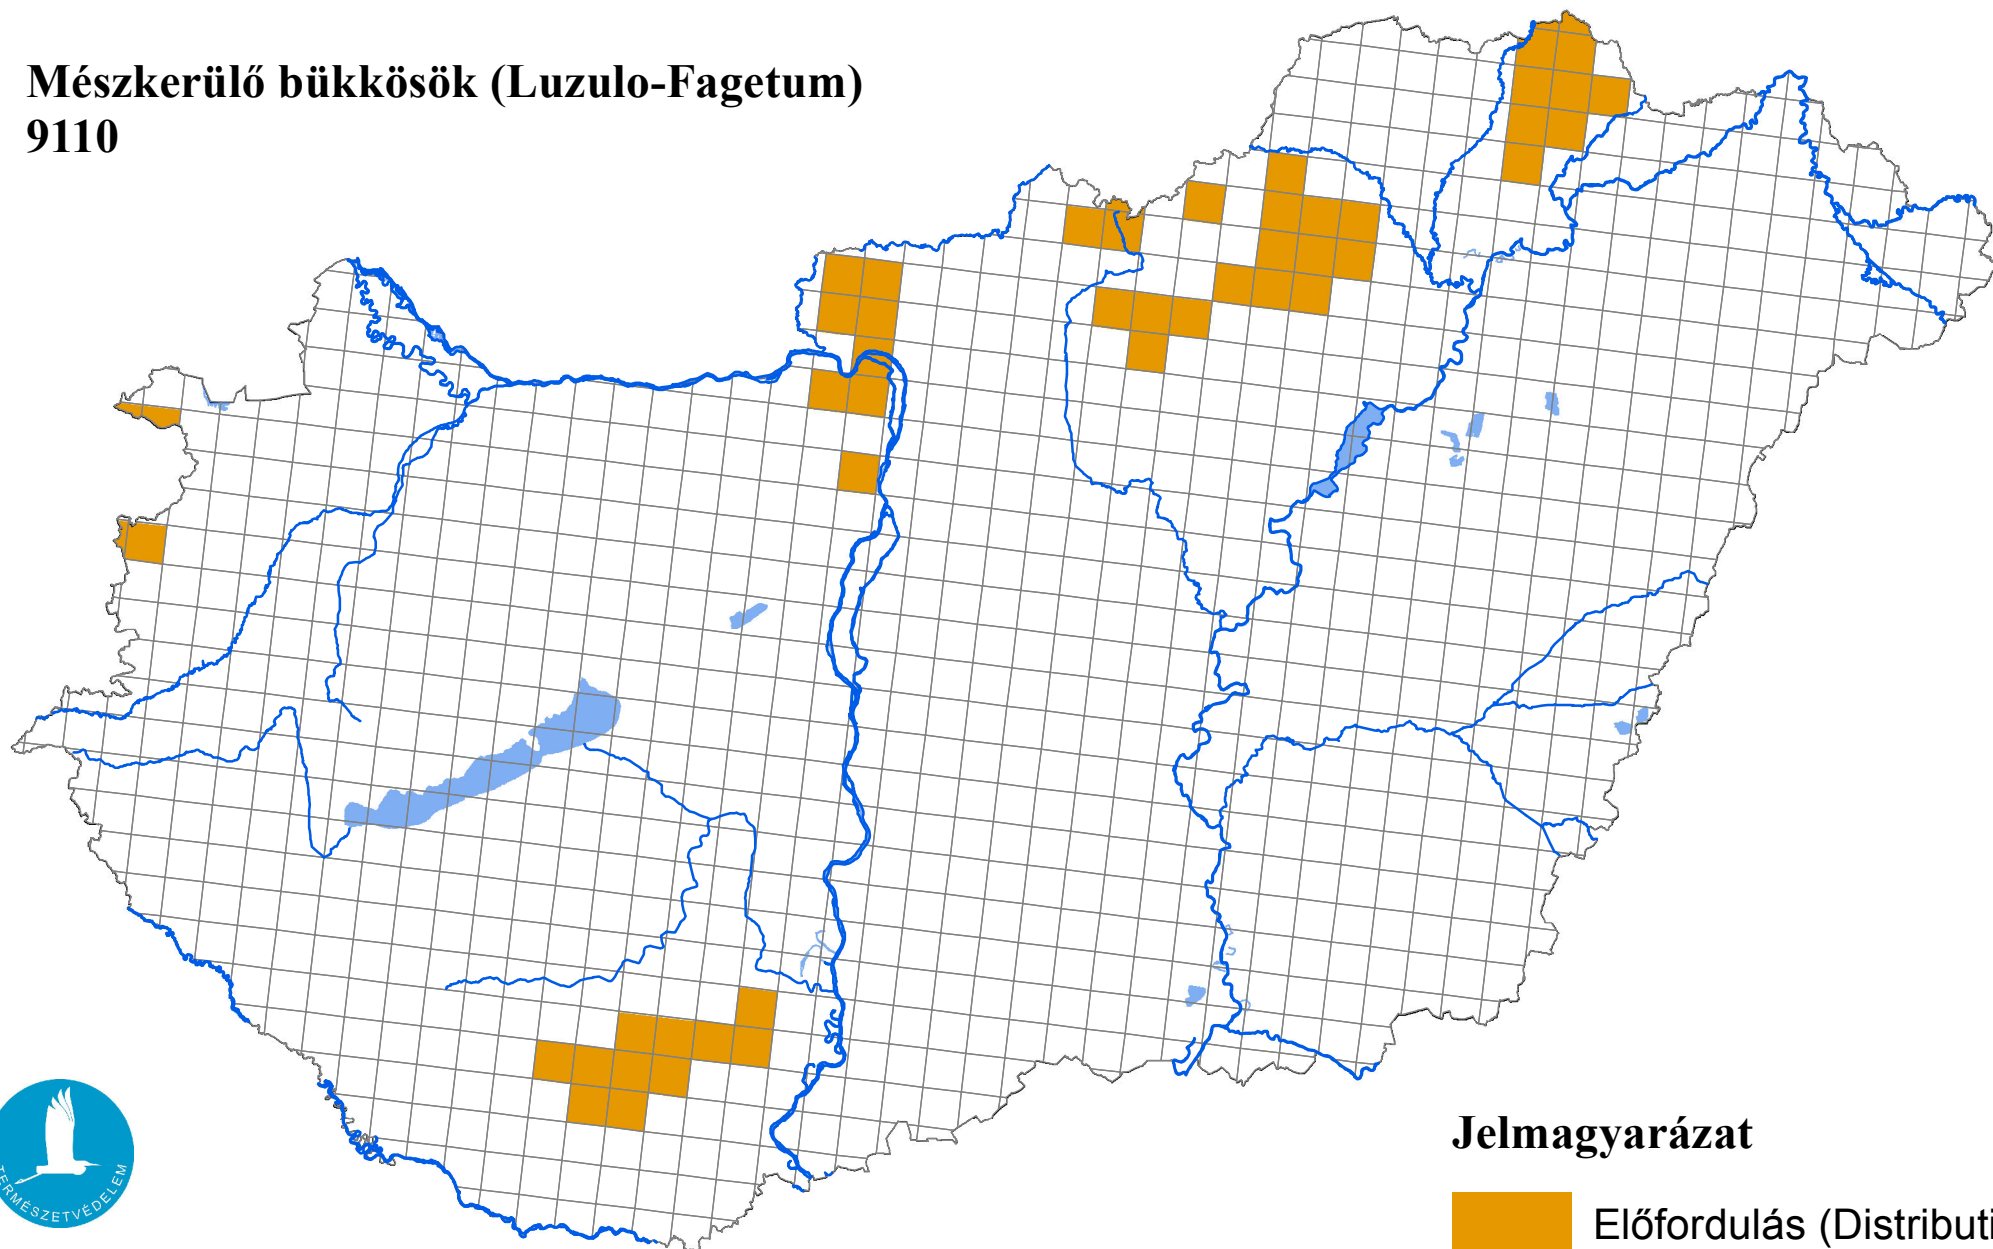 Mészkerülő bükkösök (Luzulo-Fagetum)
9110
TERMÉSZETVÉDELEM
Jelmagyarázat
Előfordulás (Distributi